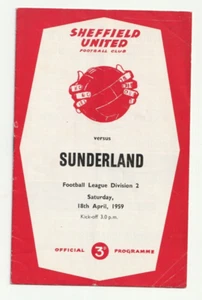 SHEFFIELD
UNITED
FOOTBALL CLUB
versus
SUNDERLAND
Football League Division 2
Saturday,
18th April, 1959
Kick-off 3.0 p.m.
OFFICIAL 3D PROGRAMME